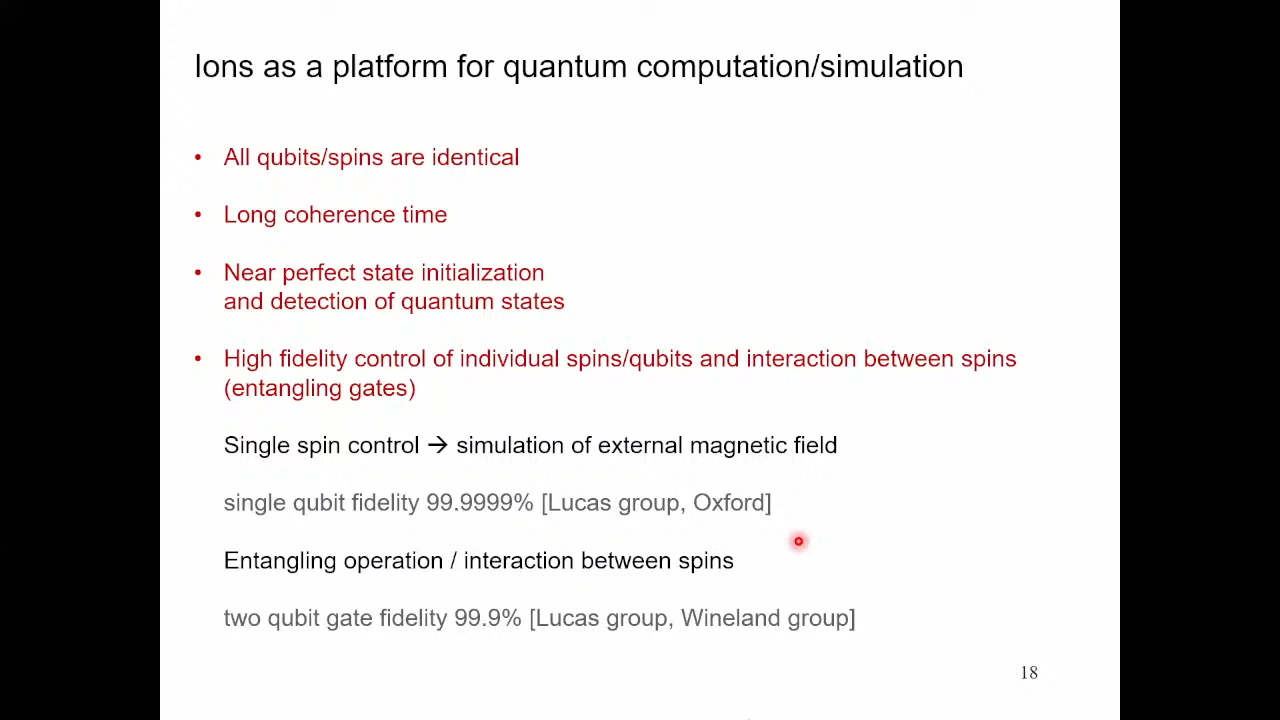 Ions as a platform for quantum computation/simulation
• All qubits/spins are identical
• Long coherence time
• Near perfect state initialization
and detection of quantum states
• High fidelity control of individual spins/qubits and interaction between spins
(entangling gates)
Single spin control → simulation of external magnetic field
single qubit fidelity 99.9999% [Lucas group, Oxford]
Entangling operation / interaction between spins
two qubit gate fidelity 99.9% [Lucas group, Wineland group]
18